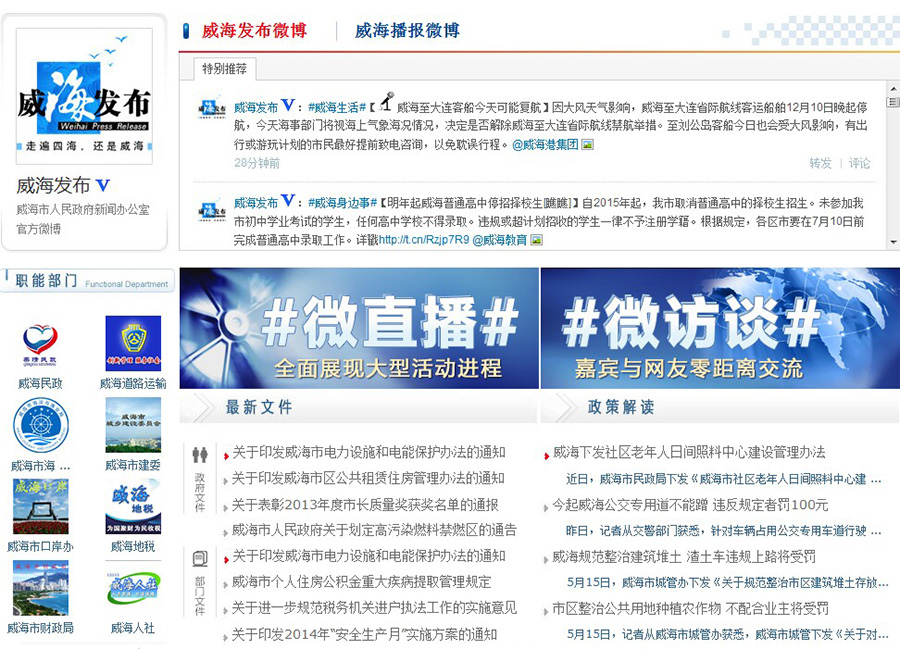 威海发布
Weihai Press Release
走遍四海，还是威海
威海发布 V
威海市人民政府新闻办公室
官方微博
威海发布微博
威海播报微博
特别推荐
威海发布 V：#威海生活#【威海至大连客船今天可能复航】因大风天气影响，威海至大连省际航线客运船舶12月10日晚起停
航，今天海事部门将视海上气象海况情况，决定是否解除威海至大连省际航线禁航举措。至刘公岛客船今日也会受大风影响，有出
行或游玩计划的市民最好提前致电咨询，以免耽误行程。@威海港集团
28分钟前
转发 | 评论
威海发布 V：#威海身边事#【明年起威海普通高中停招择校生[瞧瞧]】自2015年起，我市取消普通高中的择校生招生。未参加我
市初中学业考试的学生，任何高中学校不得录取。违规或超计划招收的学生一律不予注册学籍。根据规定，各区市要在7月10日前
完成普通高中录取工作。详戳http://t.cn/Rzjp7R9 @威海教育
职能部门 Functional Department
威海民政
威海道路运输
威海市海 ...
威海市
城乡建设委员会
威海市建委
威海口岸
威海市口岸办
威海
地税
为国聚财 为民收税
威海地税
威海市财政局
威海人社
威海人社
#微直播#
全面展现大型活动进程
#微访谈#
嘉宾与网友零距离交流
最新文件
政府文件
关于印发威海市电力设施和电能保护办法的通知
关于印发威海市区公共租赁住房管理办法的通知
关于表彰2013年度市长质量奖获奖名单的通报
威海市人民政府关于划定高污染燃料禁燃区的通告
部门文件
关于印发威海市电力设施和电能保护办法的通知
威海市个人住房公积金重大疾病提取管理规定
关于进一步规范税务机关进户执法工作的实施意见
关于印发2014年“安全生产月”实施方案的通知
政策解读
威海下发社区老年人日间照料中心建设管理办法
近日，威海市民政局下发《威海市社区老年人日间照料中心建 ...
今起威海公交专用道不能蹭 违反规定者罚100元
昨日，记者从交警部门获悉，针对车辆占用公交专用车道行驶 ...
威海规范整治建筑堆土 渣土车违规上路将受罚
5月15日，威海市城管办下发《关于规范整治市区建筑堆土存放...
市区整治公共用地种植农作物 不配合业主将受罚
5月15日，记者从威海市城管办获悉，威海市城管下发《关于对...